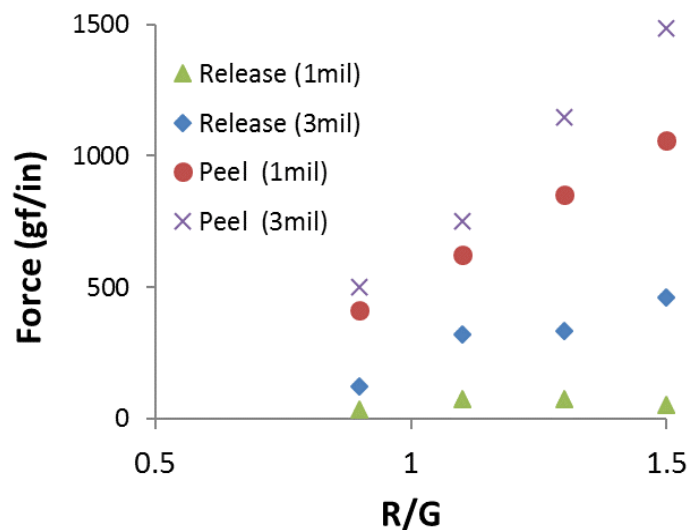 1500
Release (1mil)
Release (3mil)
1000
Peel (1mil)
Peel (3mil)
500
0
0.5
1
1.5
Force (gf/in)
R/G